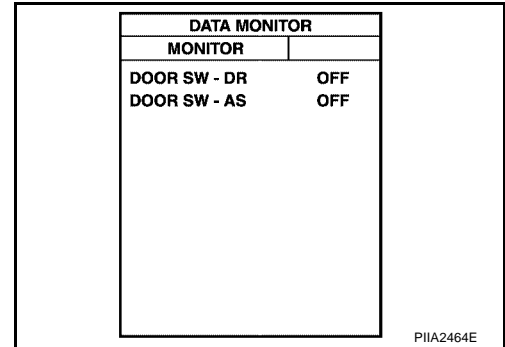 DATA MONITOR
MONITOR
DOOR SW - DR OFF
DOOR SW - AS OFF
PIIA2464E